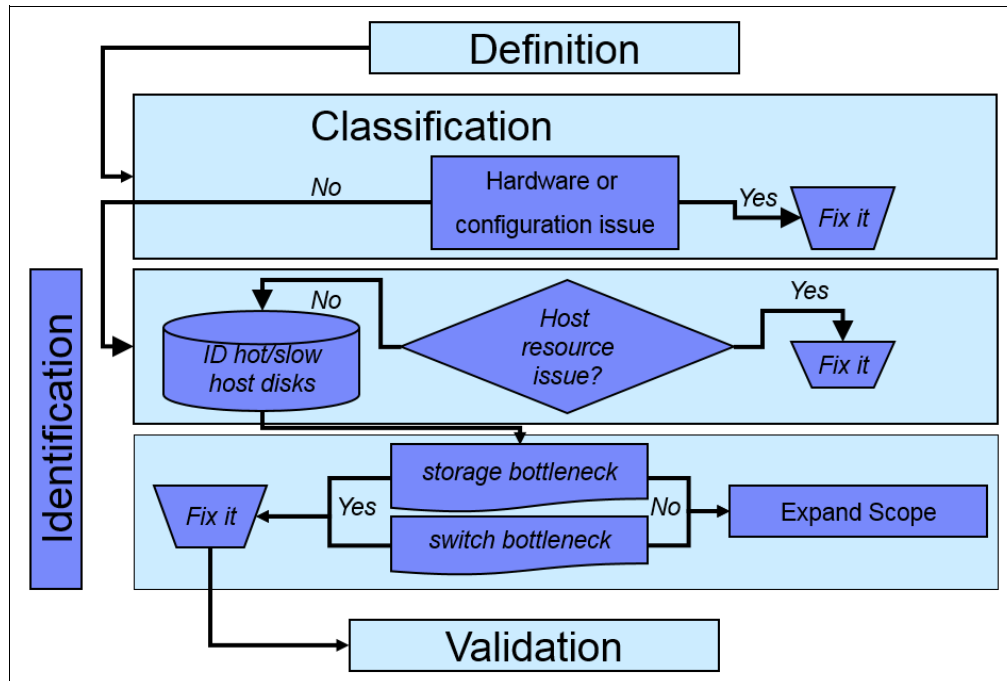 Definition
Classification
No
Hardware or
configuration issue
Yes
Fix it
Identification
No
ID hot/slow
host disks
Host
resource
issue?
Yes
Fix it
Fix it
Yes
storage bottleneck
switch bottleneck
No
Expand Scope
Validation